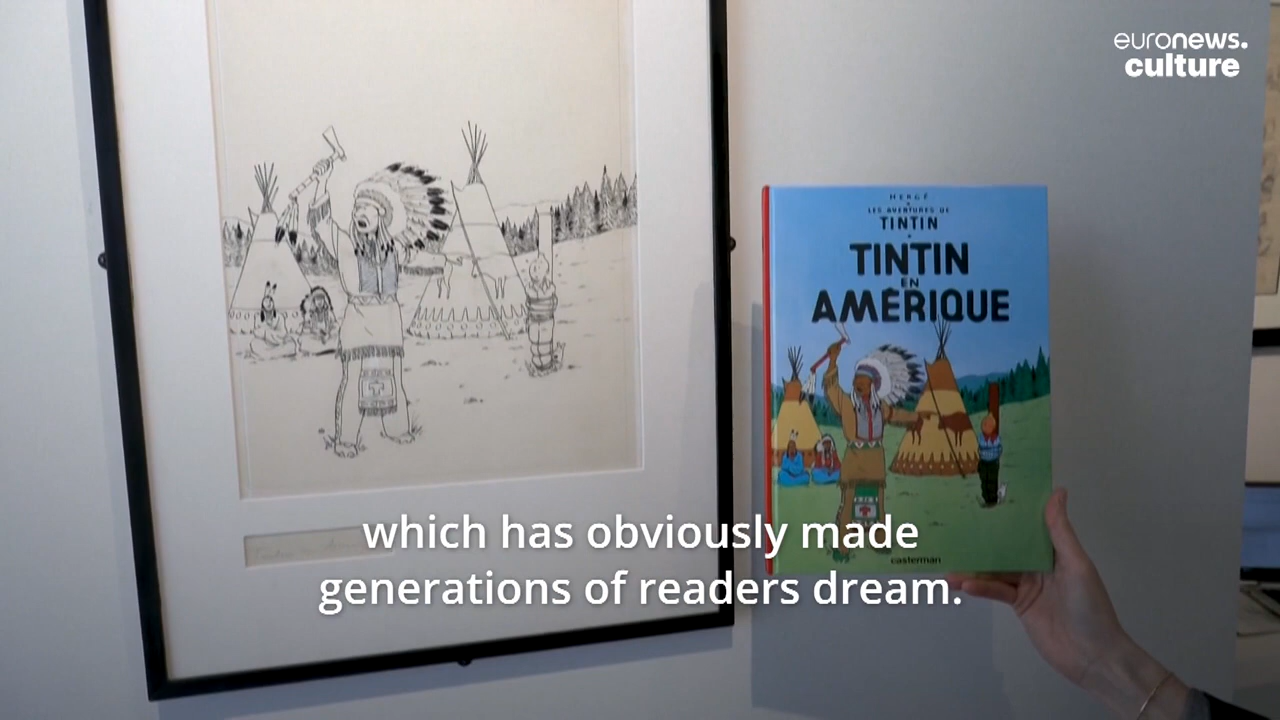 euronews.
culture
HERGÉ
LES AVENTURES DE
TINTIN
TINTIN
EN
AMÉRIQUE
casterman
which has obviously made
generations of readers dream.